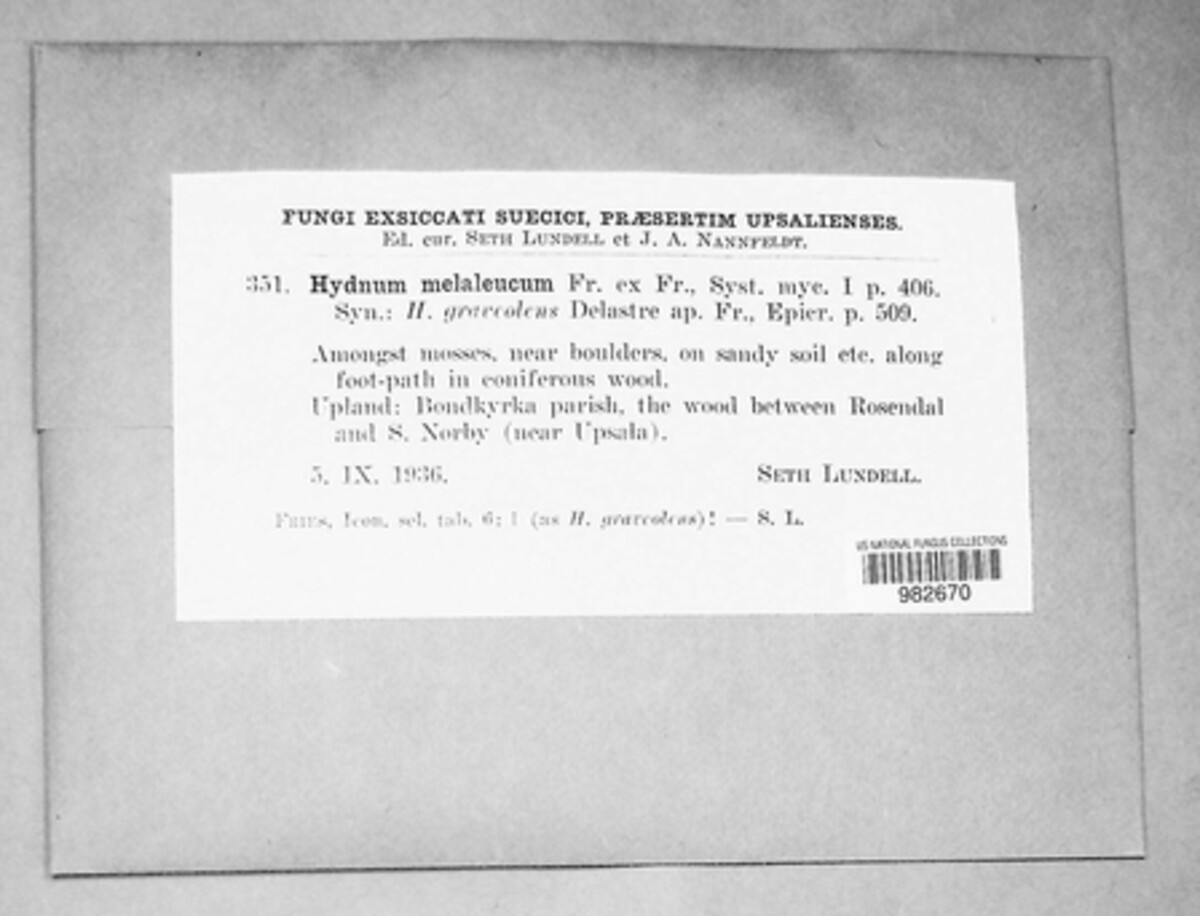 FUNGI EXSICCATI SUECICI, PRÆSERTIM UPSALIENSES.
Ed. cur. SETH LUNDELL et J. A. NANNFELDT.
351. Hydnum melaleucum Fr. ex Fr., Syst. myc. I p. 406.
Syn.: H. graveolens Delastre ap. Fr., Epicr. p. 509.
Amongst mosses, near boulders, on sandy soil etc. along
foot-path in coniferous wood.
Upland: Bondkyrka parish, the wood between Rosendal
and S. Norby (near Upsala).
5. IX. 1936. SETH LUNDELL.
FRIES, Icon. sel. tab. 6: 1 (as H. graveolens)! — S. L.
US NATIONAL FUNGUS COLLECTIONS
982670